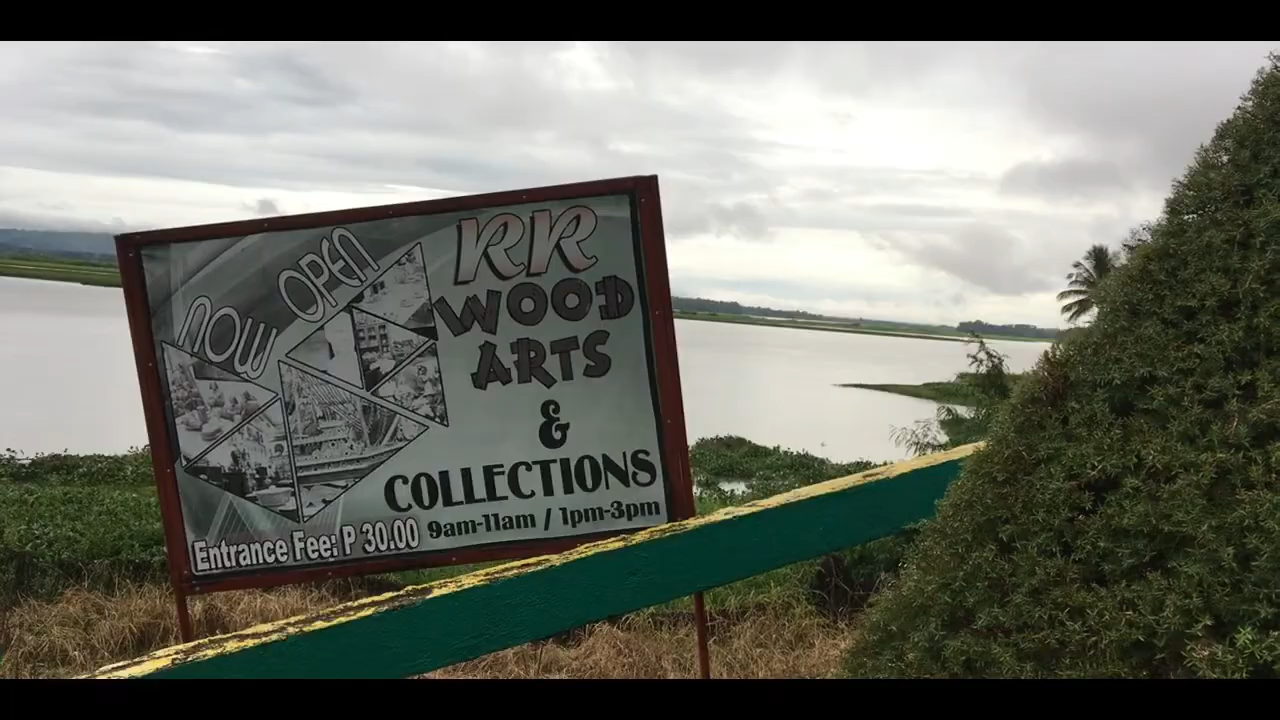 NOW OPEN
RR
WOOD
ARTS
&
COLLECTIONS
9am-11am / 1pm-3pm
Entrance Fee: P 30.00